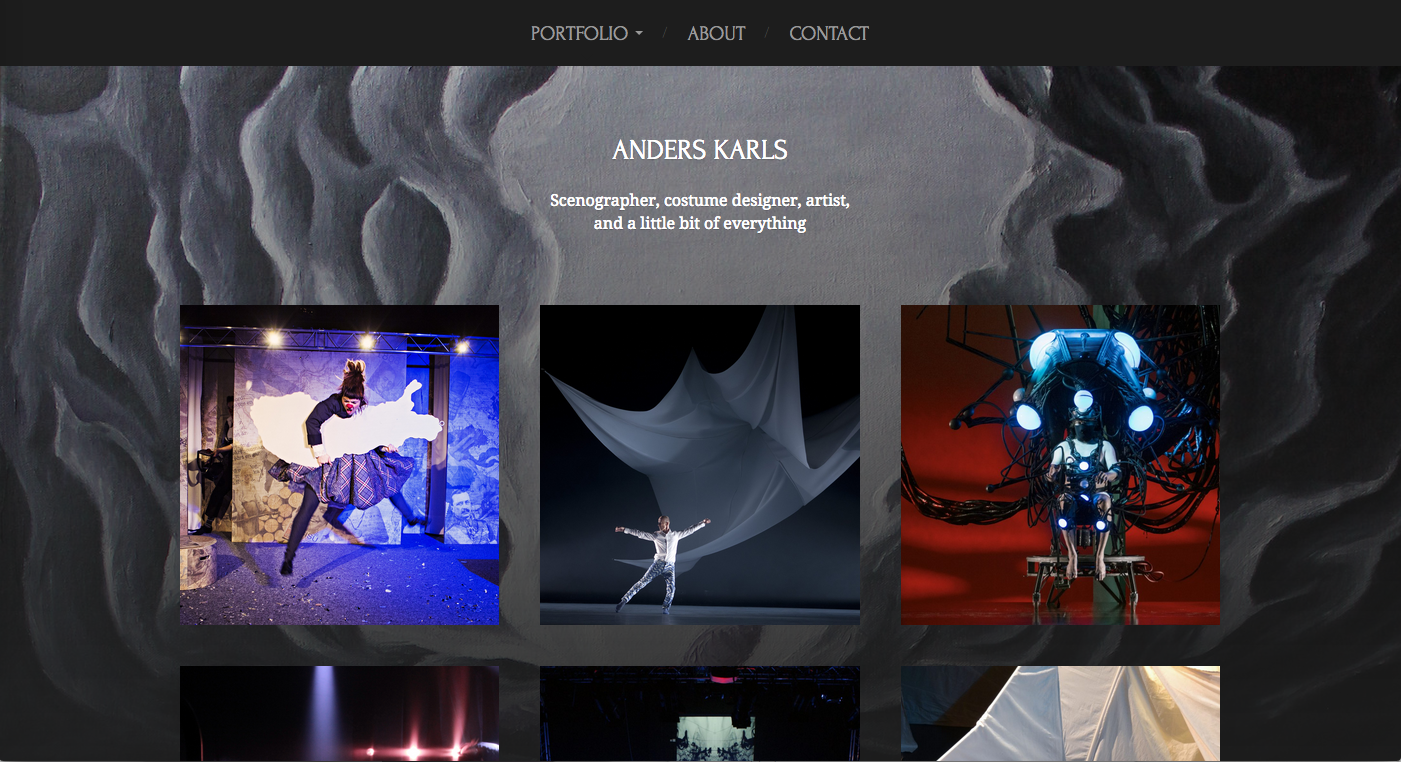 PORTFOLIO / ABOUT / CONTACT
ANDERS KARLS
Scenographer, costume designer, artist,
and a little bit of everything